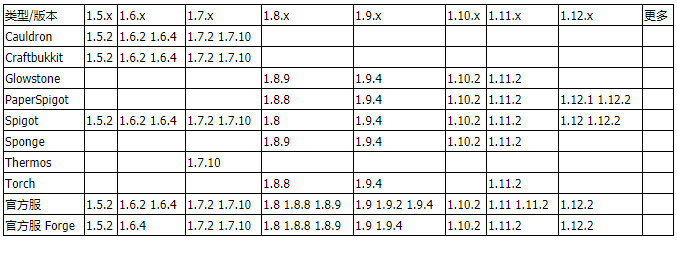 类型/版本 1.5.x 1.6.x 1.7.x 1.8.x 1.9.x 1.10.x 1.11.x 1.12.x 更多
Cauldron 1.5.2 1.6.2 1.6.4 1.7.2 1.7.10
Craftbukkit 1.5.2 1.6.2 1.6.4 1.7.2 1.7.10
Glowstone 1.8.9 1.9.4 1.10.2 1.11.2
PaperSpigot 1.8.8 1.9.4 1.10.2 1.11.2 1.12.1 1.12.2
Spigot 1.5.2 1.6.2 1.6.4 1.7.2 1.7.10 1.8 1.9.4 1.10.2 1.11.2 1.12 1.12.2
Sponge 1.8.9 1.9.4 1.10.2 1.11.2
Thermos 1.7.10
Torch 1.8.8 1.9.4 1.11.2
官方服 1.5.2 1.6.2 1.6.4 1.7.2 1.7.10 1.8 1.8.8 1.8.9 1.9 1.9.2 1.9.4 1.10.2 1.11 1.11.2 1.12.2
官方服 Forge 1.5.2 1.6.4 1.7.2 1.7.10 1.8 1.8.8 1.8.9 1.9 1.9.4 1.10.2 1.11.2 1.12.2